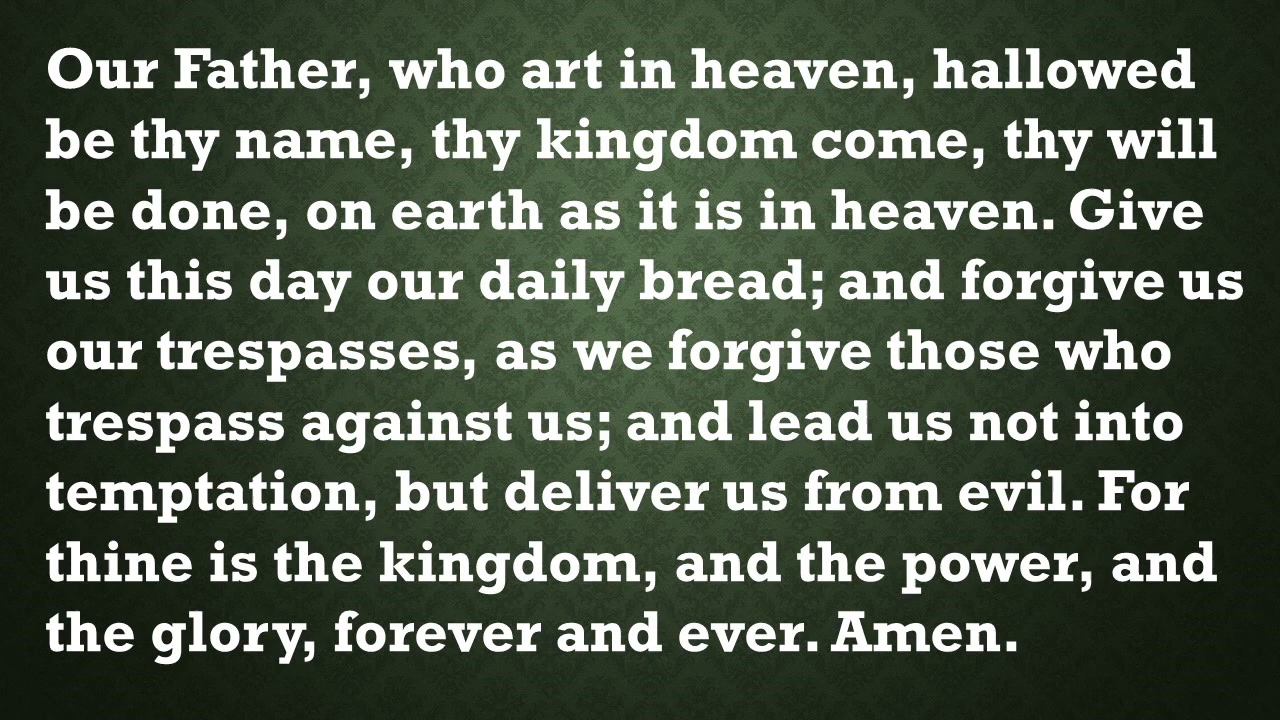 Our Father, who art in heaven, hallowed
be thy name, thy kingdom come, thy will
be done, on earth as it is in heaven. Give
us this day our daily bread; and forgive us
our trespasses, as we forgive those who
trespass against us; and lead us not into
temptation, but deliver us from evil. For
thine is the kingdom, and the power, and
the glory, forever and ever. Amen.